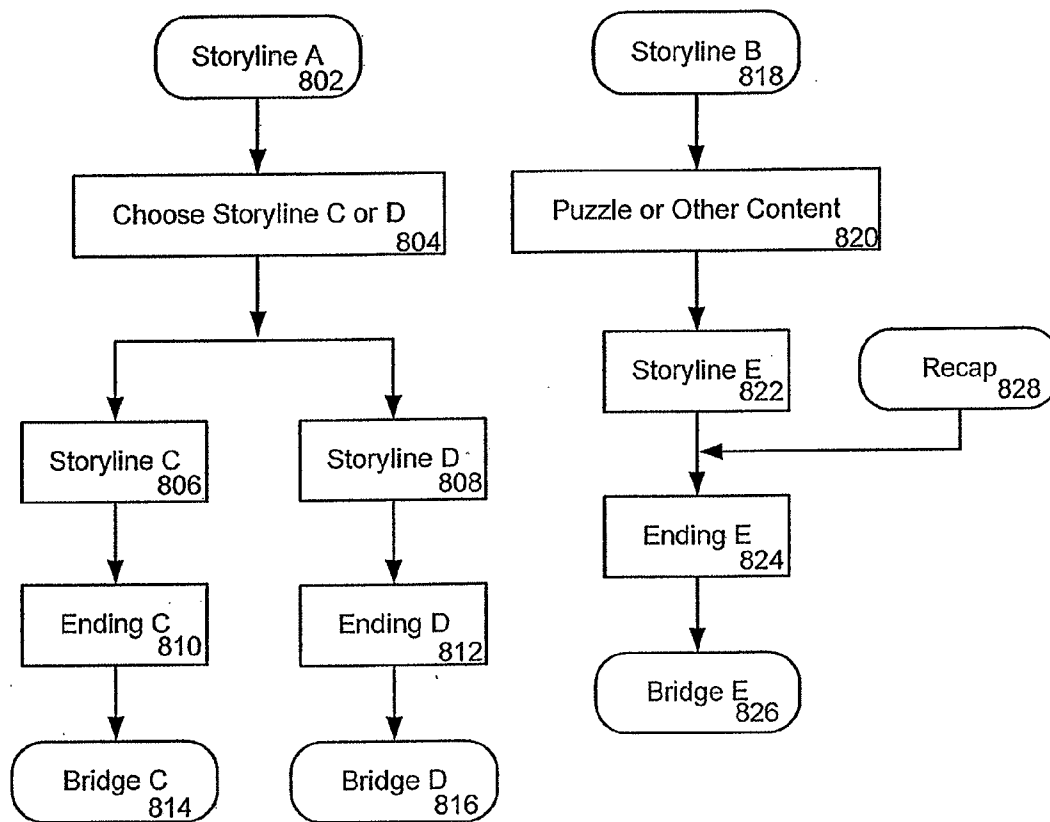 Storyline A
802
Choose Storyline C or D
804
Storyline C
806
Storyline D
808
Ending C
810
Ending D
812
Bridge C
814
Bridge D
816
Storyline B
818
Puzzle or Other Content
820
Storyline E
822
Recap
828
Ending E
824
Bridge E
826